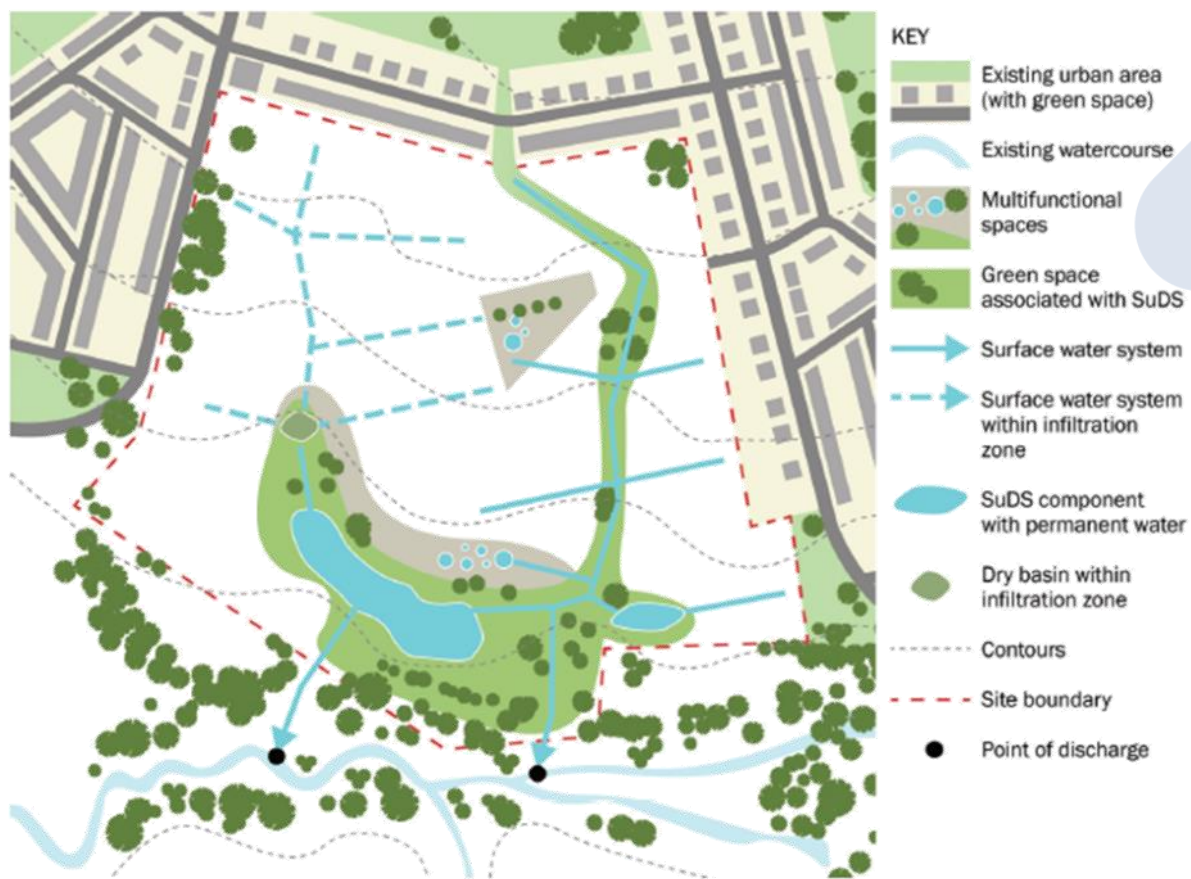 KEY
Existing urban area
(with green space)
Existing watercourse
Multifunctional
spaces
Green space
associated with SuDS
Surface water system
Surface water system
within infiltration
zone
SuDS component
with permanent water
Dry basin within
infiltration zone
Contours
Site boundary
Point of discharge